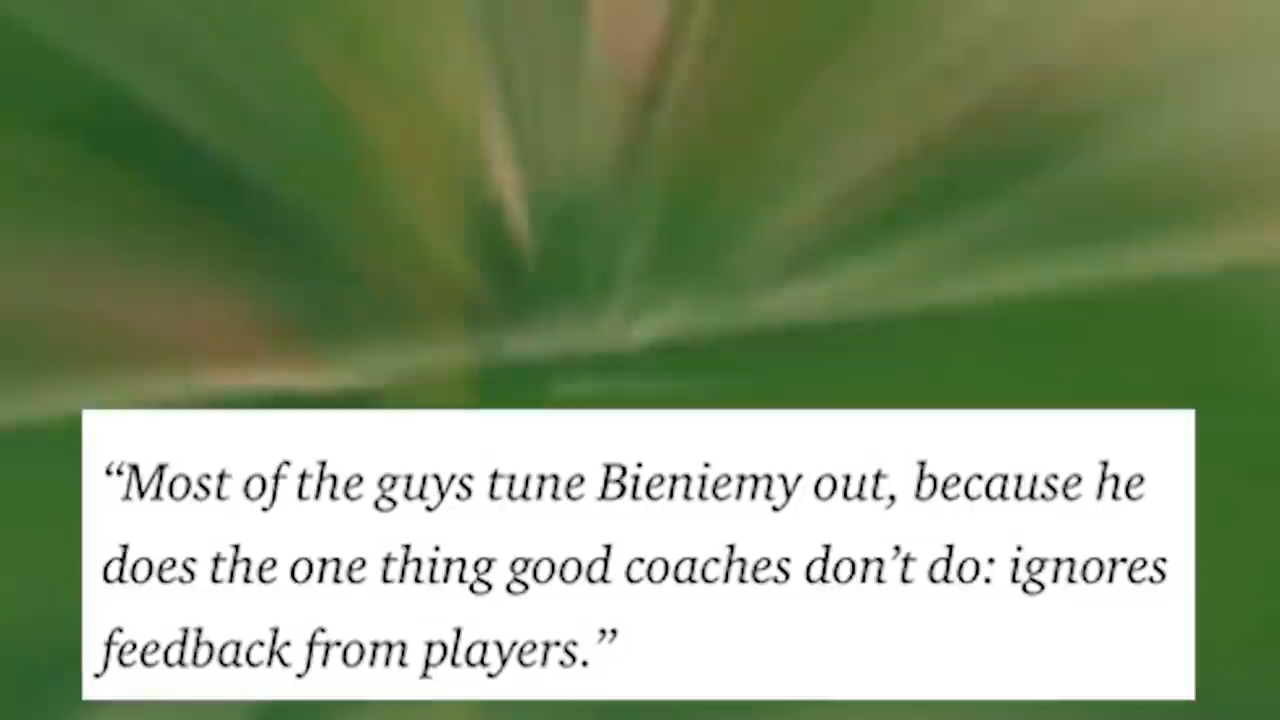 “Most of the guys tune Bieniemy out, because he
does the one thing good coaches don’t do: ignores
feedback from players.”